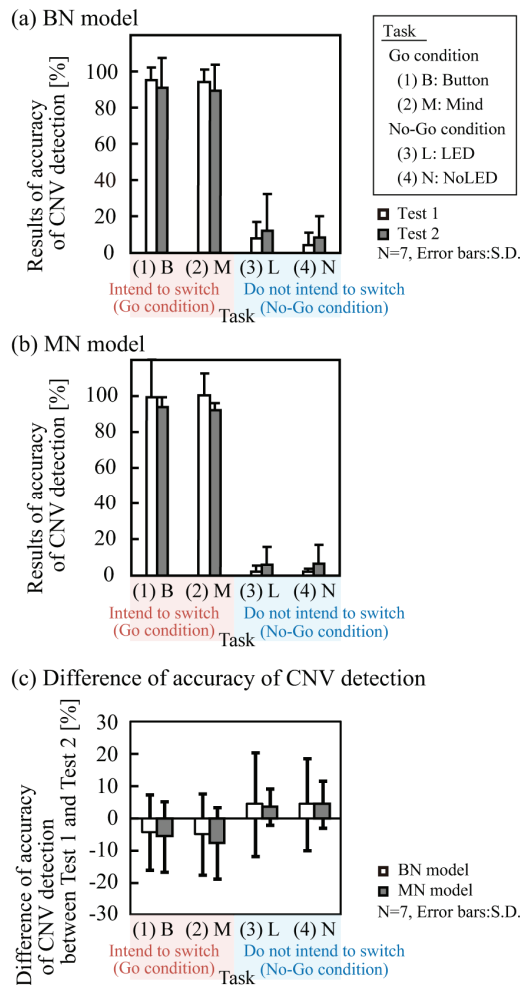 (a) BN model
Results of accuracy
of CNV detection [%]
100
80
60
40
20
0
(1) B (2) M (3) L (4) N
Intend to switch Do not intend to switch
(Go condition) (No-Go condition)
Task
Task
Go condition
(1) B: Button
(2) M: Mind
No-Go condition
(3) L: LED
(4) N: NoLED
Test 1
Test 2
N=7, Error bars:S.D.
(b) MN model
Results of accuracy
of CNV detection [%]
100
80
60
40
20
0
(1) B (2) M (3) L (4) N
Intend to switch Do not intend to switch
(Go condition) (No-Go condition)
Task
(c) Difference of accuracy of CNV detection
Difference of accuracy
of CNV detection
between Test 1 and Test 2 [%]
30
20
10
0
-10
-20
-30
(1) B (2) M (3) L (4) N
Intend to switch Do not intend to switch
(Go condition) (No-Go condition)
Task
BN model
MN model
N=7, Error bars:S.D.